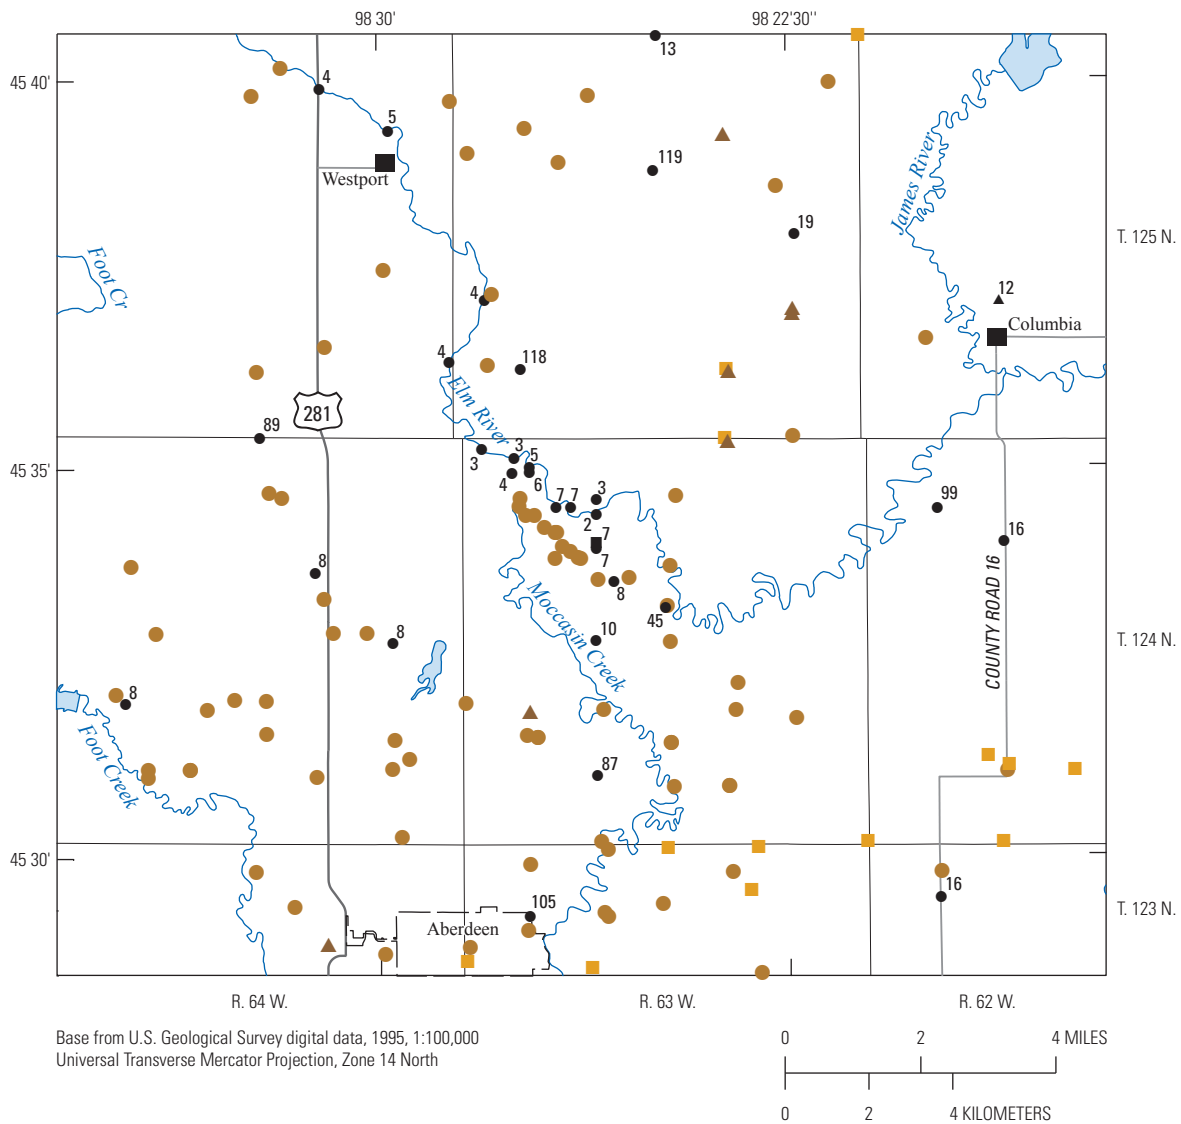 98 30'
98 22'30"
45 40'
13
4
5
Westport
119
James River
19
T. 125 N.
Foot Cr
4
12
Columbia
4
118
Elm River
281
89
3
3
5
4
6
45 35'
7 7
3
2
7
7
99
16
8
8
45
Moccasin Creek
10
COUNTY ROAD 16
T. 124 N.
8
8
Foot Creek
87
45 30'
16
105
Aberdeen
T. 123 N.
R. 64 W.
R. 63 W.
R. 62 W.
Base from U.S. Geological Survey digital data, 1995, 1:100,000
Universal Transverse Mercator Projection, Zone 14 North
0 2 4 MILES
0 2 4 KILOMETERS